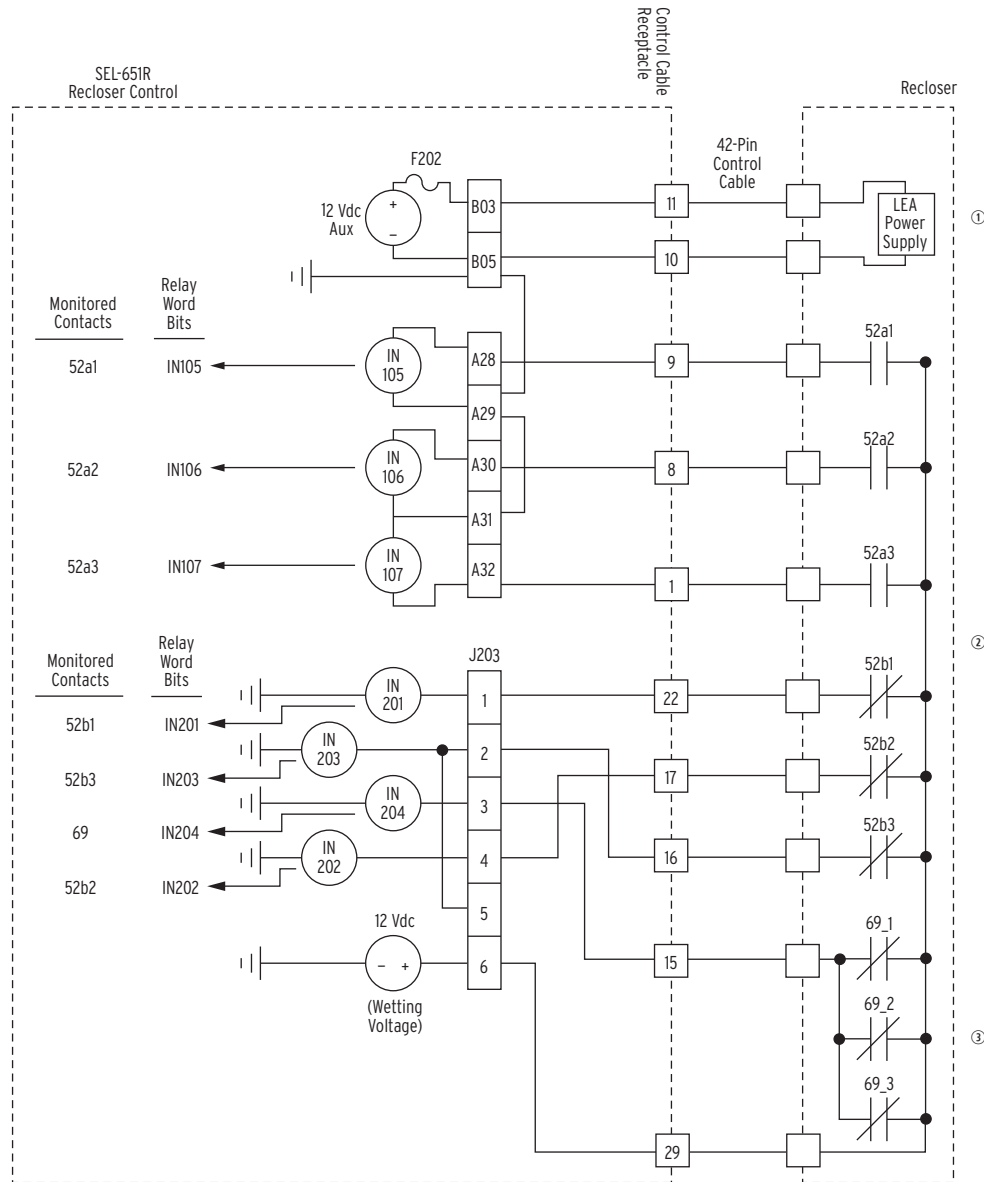 Control Cable
Receptacle
SEL-651R
Recloser Control
Recloser
42-Pin
Control
Cable
F202
12 Vdc
Aux
+
–
B03
B05
11
10
LEA
Power
Supply
①
Monitored
Contacts
Relay
Word
Bits
52a1
IN105
IN
105
A28
A29
9
52a1
52a2
IN106
IN
106
A30
A31
8
52a2
52a3
IN107
IN
107
A32
1
52a3
②
Monitored
Contacts
Relay
Word
Bits
J203
52b1
IN201
IN
201
1
22
52b1
52b3
IN203
IN
203
2
17
52b2
69
IN204
IN
204
3
16
52b3
52b2
IN202
IN
202
4
5
12 Vdc
– +
(Wetting
Voltage)
6
15
69_1
69_2
③
69_3
29